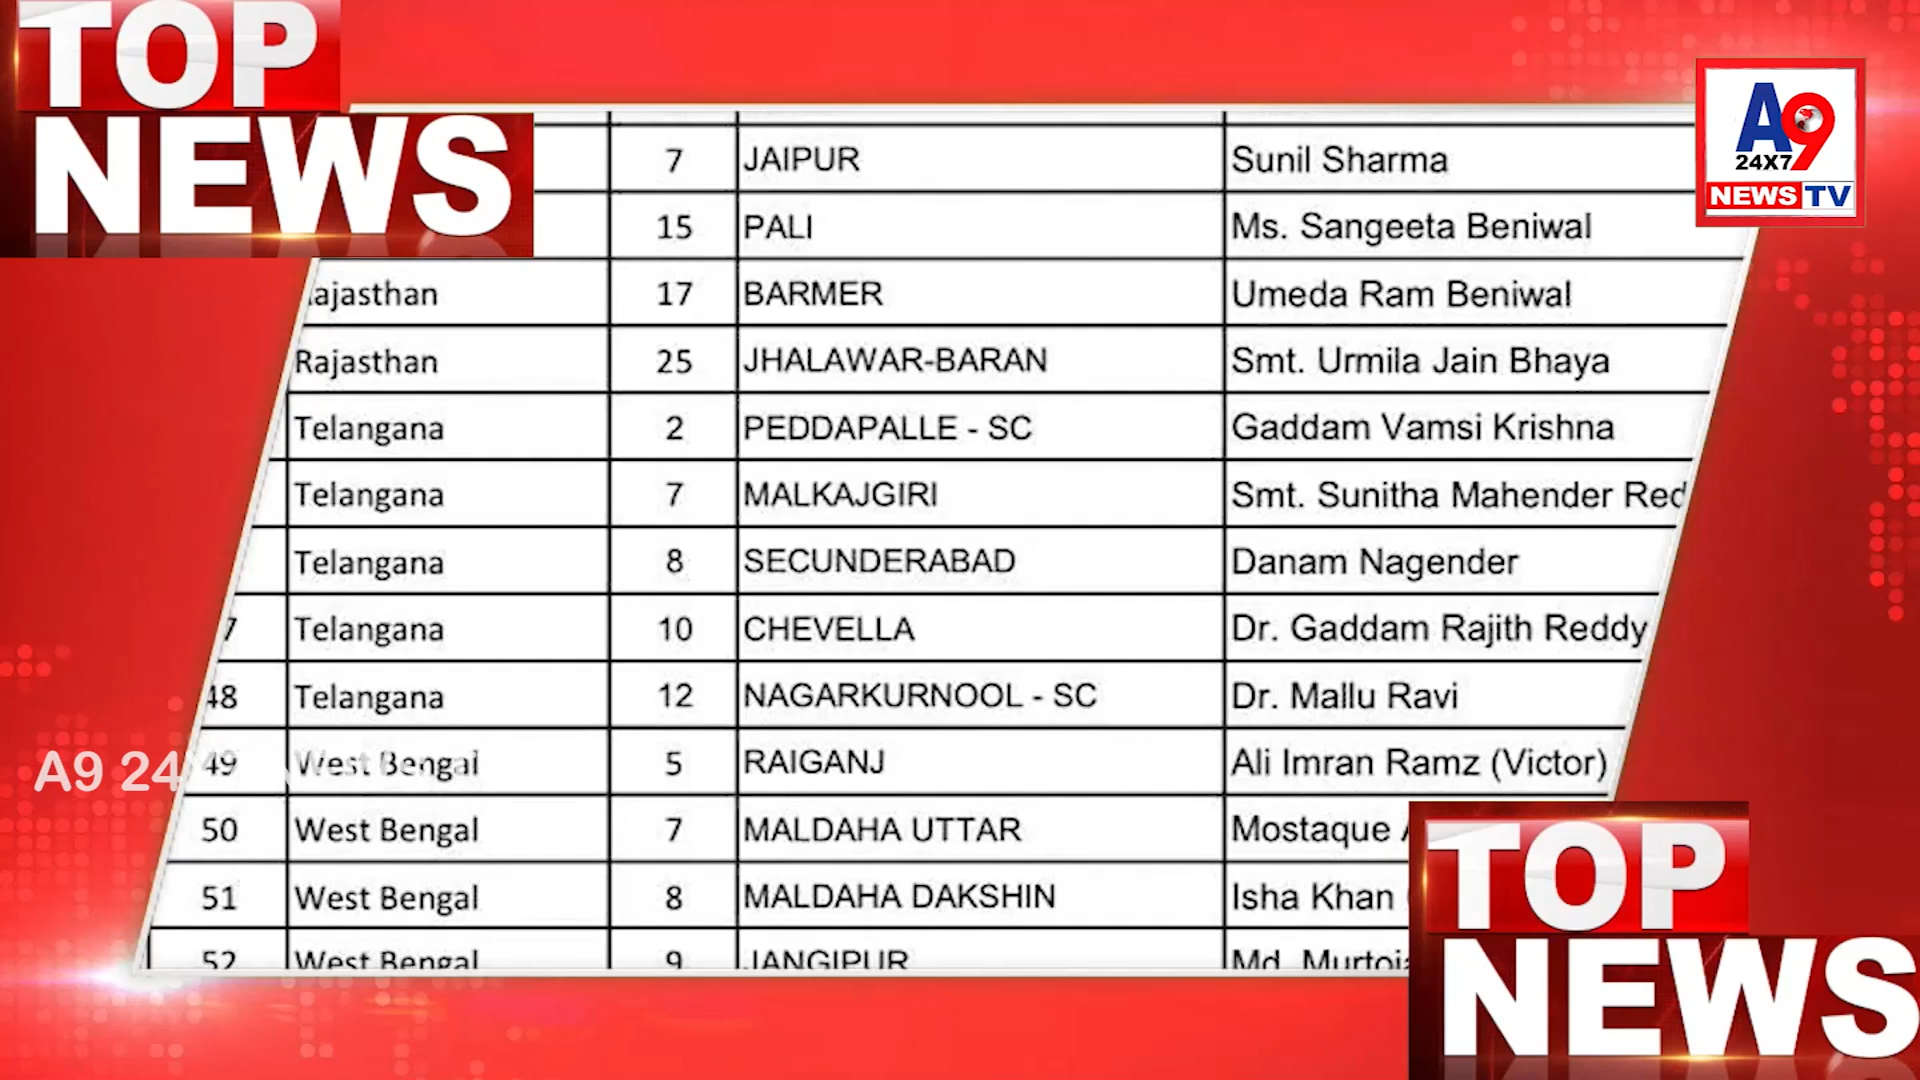 TOP
NEWS
A9
24X7
NEWS TV
7 JAIPUR Sunil Sharma
15 PALI Ms. Sangeeta Beniwal
ajasthan 17 BARMER Umeda Ram Beniwal
Rajasthan 25 JHALAWAR-BARAN Smt. Urmila Jain Bhaya
Telangana 2 PEDDAPALLE - SC Gaddam Vamsi Krishna
Telangana 7 MALKAJGIRI Smt. Sunitha Mahender Red
Telangana 8 SECUNDERABAD Danam Nagender
7 Telangana 10 CHEVELLA Dr. Gaddam Rajith Reddy
48 Telangana 12 NAGARKURNOOL - SC Dr. Mallu Ravi
49 West Bengal 5 RAIGANJ Ali Imran Ramz (Victor)
A9 24
50 West Bengal 7 MALDAHA UTTAR Mostaque
51 West Bengal 8 MALDAHA DAKSHIN Isha Khan
52 West Bengal 9 JANGIPUR Md. Murtoj
TOP
NEWS